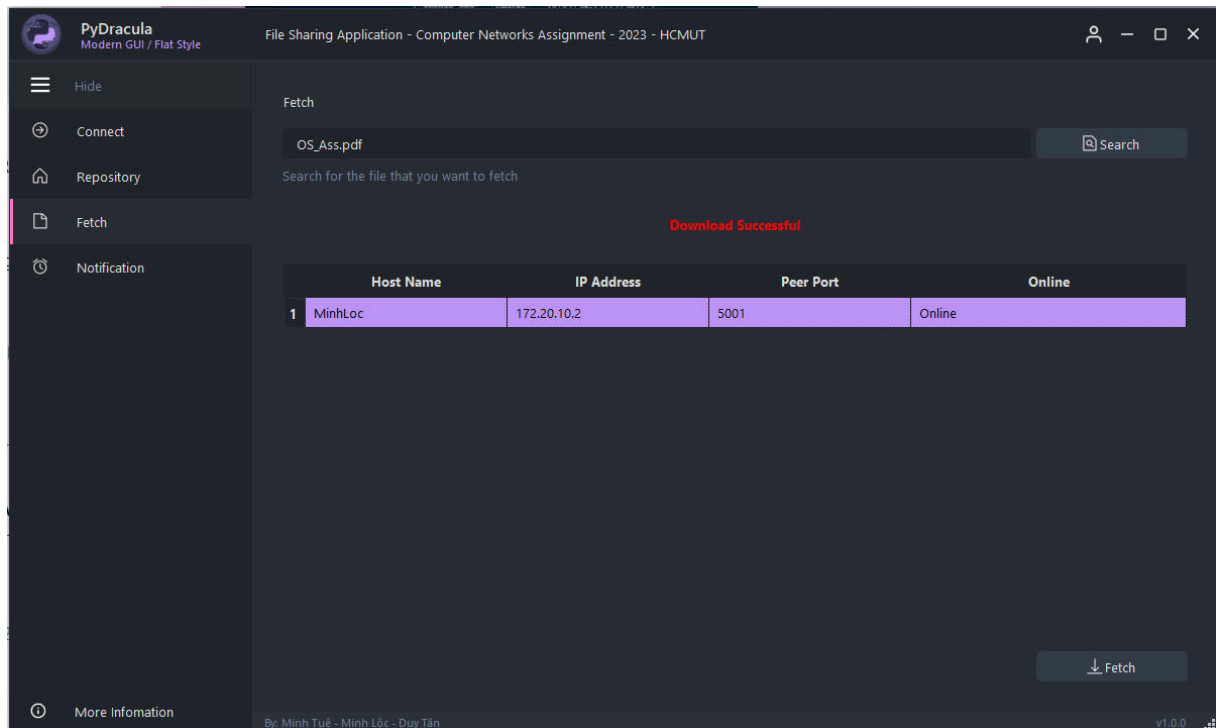 PyDracula
Modern GUI / Flat Style
File Sharing Application - Computer Networks Assignment - 2023 - HCMUT
Hide
Connect
Repository
Fetch
Notification
More Infomation
Fetch
OS_Ass.pdf
Search
Search for the file that you want to fetch
Download Successful
Host Name IP Address Peer Port Online
1 MinhLoc 172.20.10.2 5001 Online
Fetch
By: Minh Tuệ - Minh Lộc - Duy Tân
v1.0.0